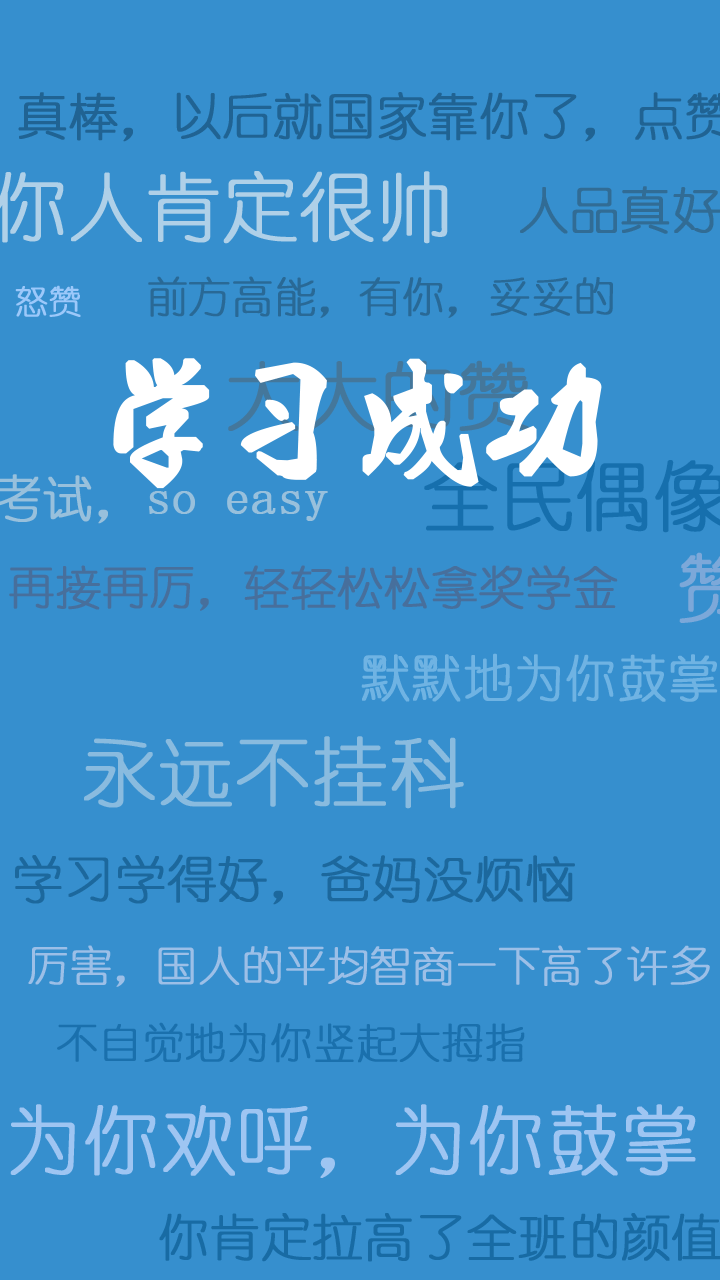 真棒，以后就国家靠你了，点赞
你人肯定很帅
人品真好
怒赞
前方高能，有你，妥妥的
大大的赞
学习成功
考试，so easy
全民偶像
再接再厉，轻轻松松拿奖学金
赞
默默地为你鼓掌
永远不挂科
学习学得好，爸妈没烦恼
厉害，国人的平均智商一下高了许多
不自觉地为你竖起大拇指
为你欢呼，为你鼓掌
你肯定拉高了全班的颜值